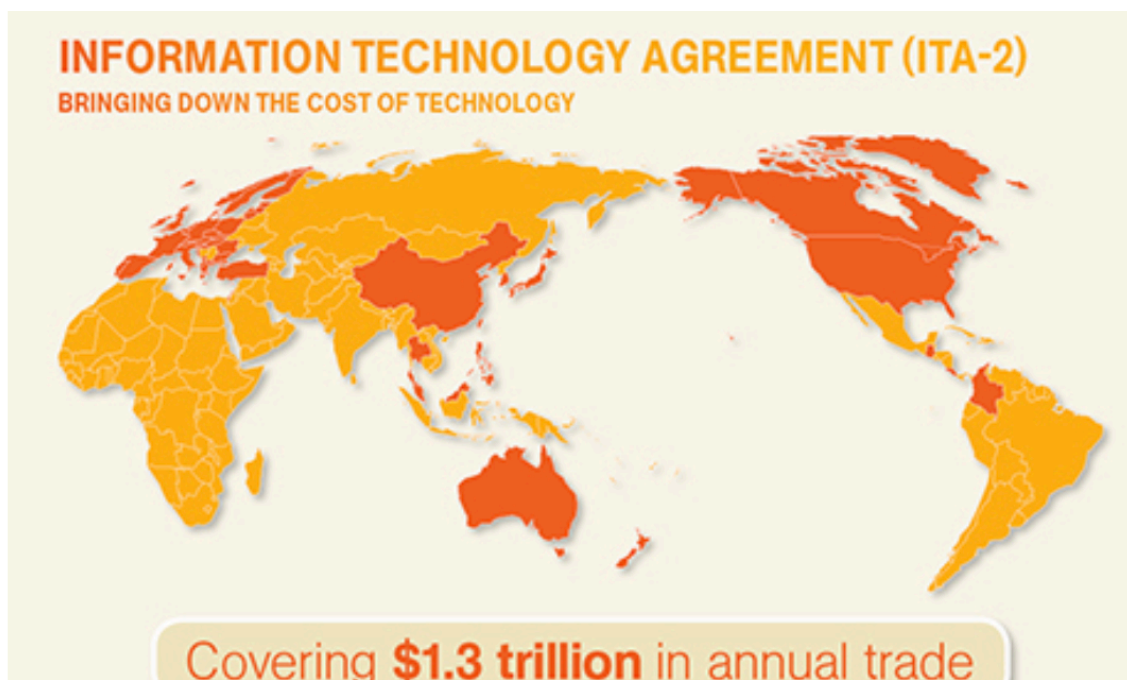 INFORMATION TECHNOLOGY AGREEMENT (ITA-2)
BRINGING DOWN THE COST OF TECHNOLOGY
Covering $1.3 trillion in annual trade